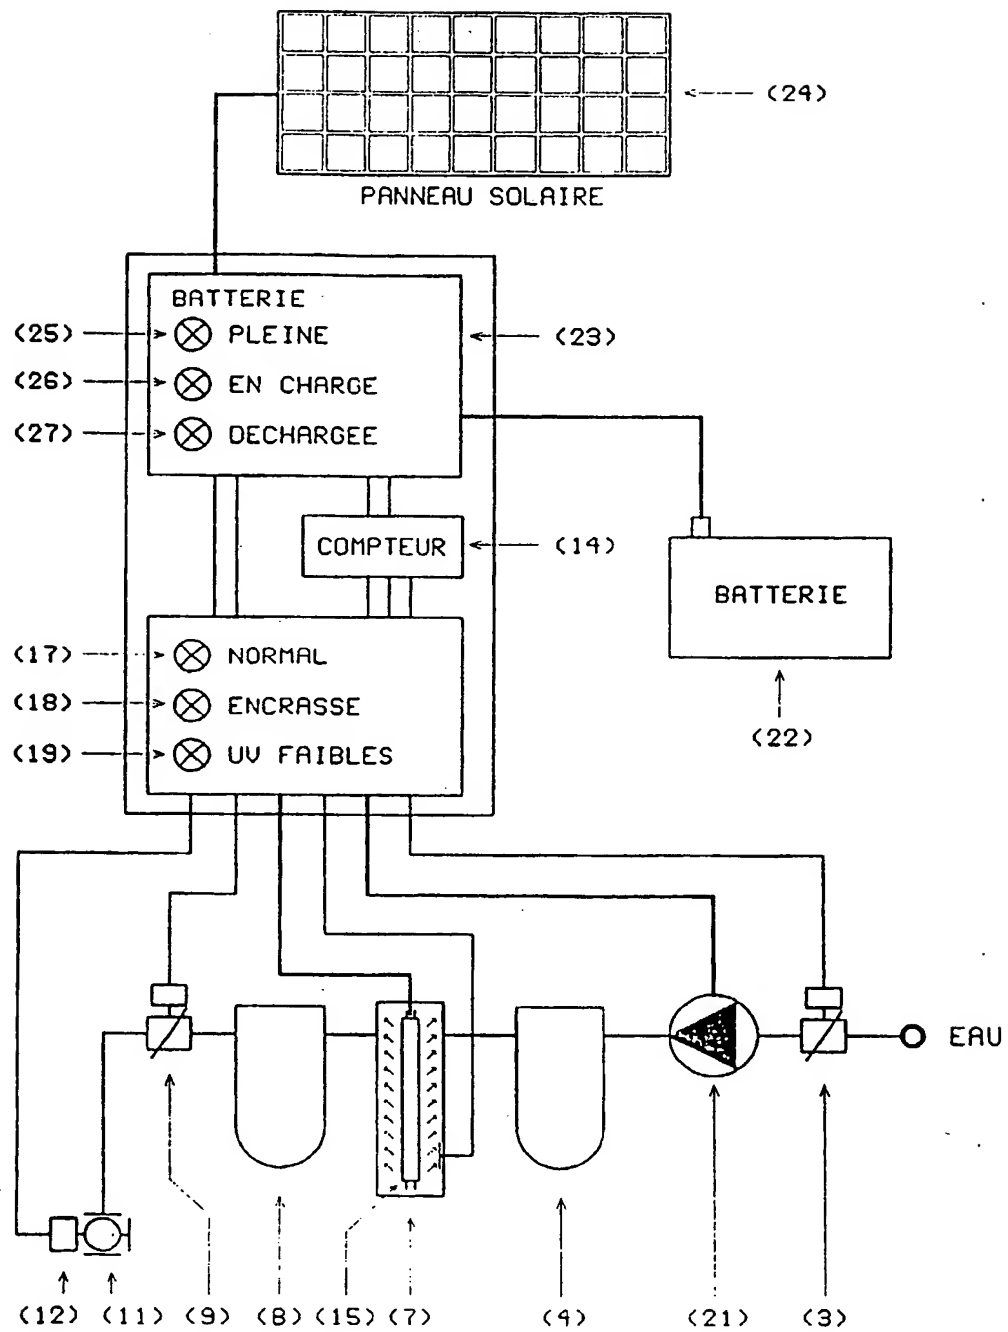 (24)
PANNEAU SOLAIRE
BATTERIE
(25) PLEINE (23)
(26) EN CHARGE
(27) DECHARGEE
COMPTEUR (14)
BATTERIE
(17) NORMAL
(18) ENCRASSE
(22)
(19) UV FAIBLES
EAU
(12) (11) (9) (8) (15) (7) (4) (21) (3)